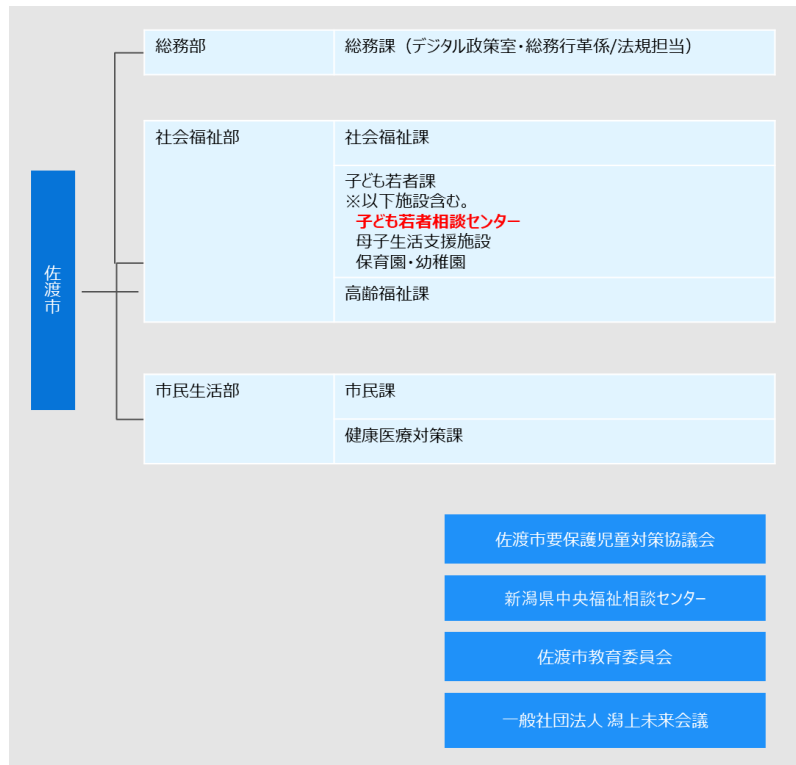 総務部
総務課（デジタル政策室・総務行革係/法規担当）
社会福祉部
社会福祉課
子ども若者課
※以下施設含む。
子ども若者相談センター
母子生活支援施設
保育園・幼稚園
高齢福祉課
佐渡市
市民生活部
市民課
健康医療対策課
佐渡市要保護児童対策協議会
新潟県中央福祉相談センター
佐渡市教育委員会
一般社団法人 潟上未来会議